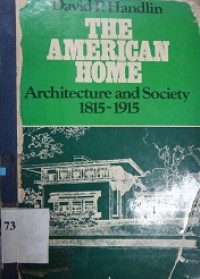 David P. Handlin
THE
AMERICAN
HOME
Architecture and Society
1815-1915
73